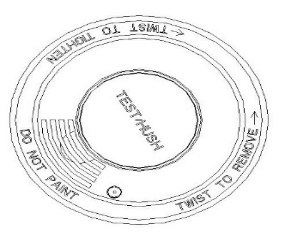 ←TWIST TO TIGHTEN
TEST/HUSH
DO NOT PAINT
TWIST TO REMOVE→